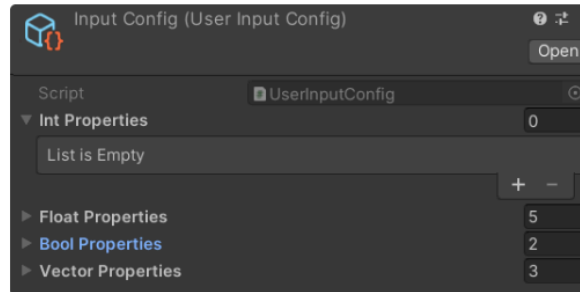 Input Config (User Input Config)
Open
Script UserInputConfig
Int Properties 0
List is Empty
+ −
Float Properties 5
Bool Properties 2
Vector Properties 3